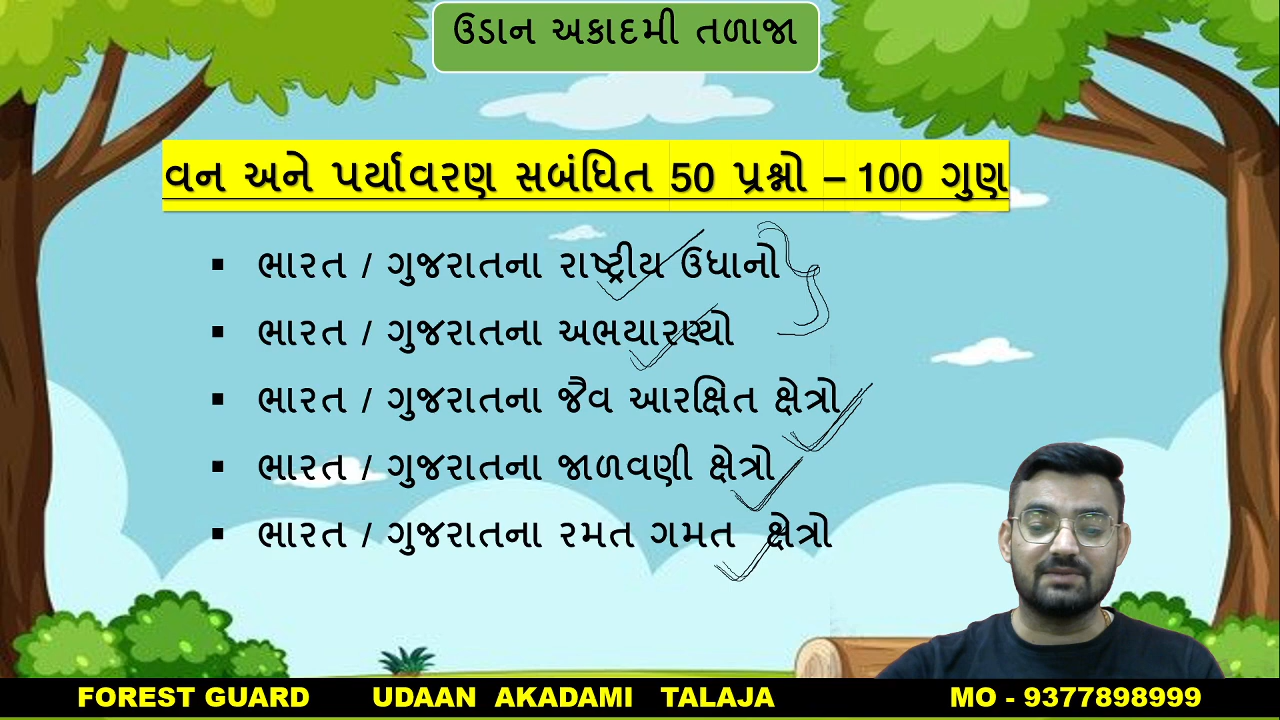 ઉડાન અકાદમી તળાજા
વન અને પર્યાવરણ સબંધિત 50 પ્રશ્નો – 100 ગુણ
▪ ભારત / ગુજરાતના રાષ્ટ્રીય ઉધાનો
▪ ભારત / ગુજરાતના અભયારણ્યો
▪ ભારત / ગુજરાતના જૈવ આરક્ષિત ક્ષેત્રો
▪ ભારત / ગુજરાતના જાળવણી ક્ષેત્રો
▪ ભારત / ગુજરાતના રમત ગમત ક્ષેત્રો
FOREST GUARD UDAAN AKADAMI TALAJA MO - 9377898999